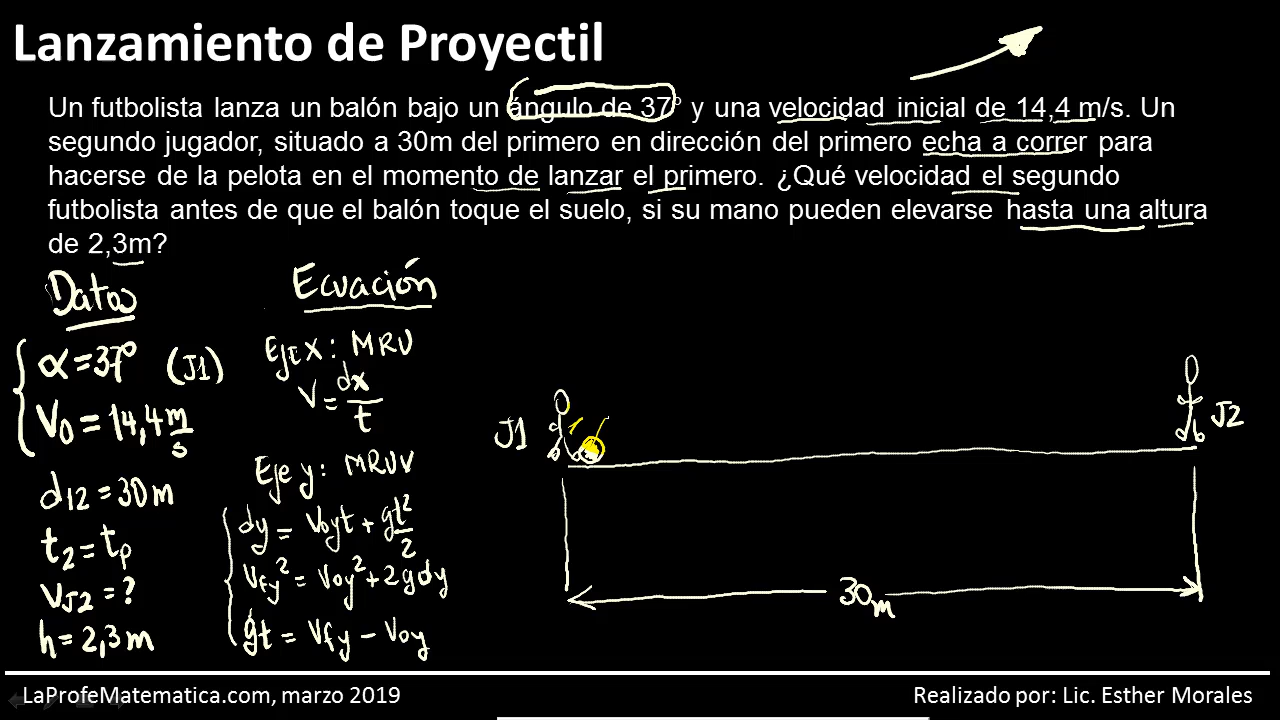 Lanzamiento de Proyectil
Un futbolista lanza un balón bajo un ángulo de 37° y una velocidad inicial de 14,4 m/s. Un
segundo jugador, situado a 30m del primero en dirección del primero echa a correr para
hacerse de la pelota en el momento de lanzar el primero. ¿Qué velocidad el segundo
futbolista antes de que el balón toque el suelo, si su mano pueden elevarse hasta una altura
de 2,3m?
Datos
α = 37° (J1)
V0 = 14,4 m/s
d12 = 30m
t2 = tp
VJ2 = ?
h = 2,3m
Ecuación
Eje X: MRU
V = dx/t
Eje y: MRUV
dy = Voyt + gt²/2
Vfy² = Voy² + 2gdy
gt = Vfy - Voy
J1
J2
30m
LaProfeMatematica.com, marzo 2019
Realizado por: Lic. Esther Morales